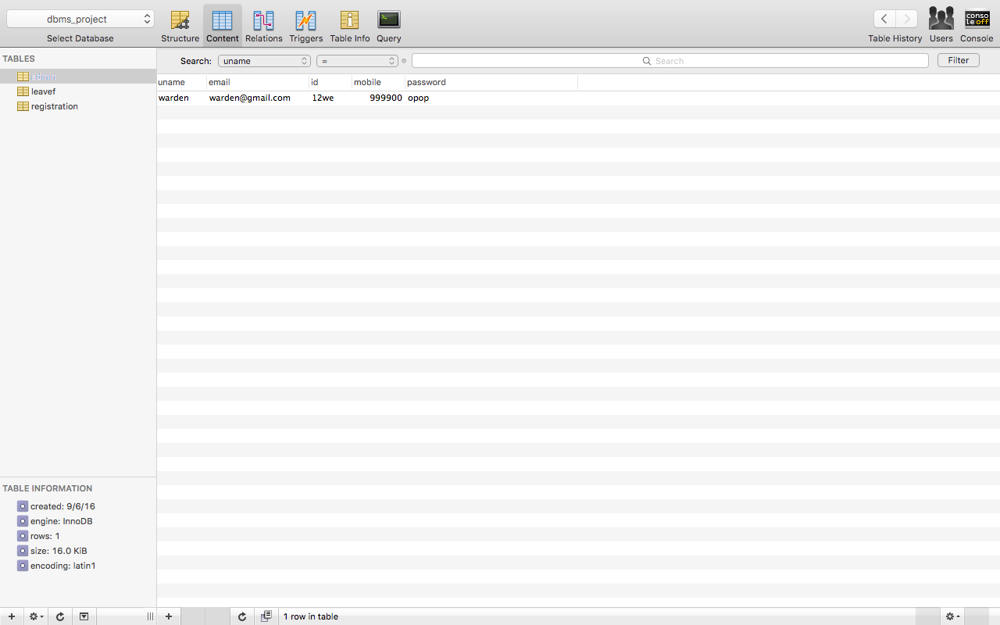 dbms_project
Select Database
Structure
Content
Relations
Triggers
Table Info
Query
Table History
Users
conso
le off
Console
TABLES
admin
leavef
registration
Search: uname = Search Filter
uname email id mobile password
warden warden@gmail.com 12we 999900 opop
TABLE INFORMATION
created: 9/6/16
engine: InnoDB
rows: 1
size: 16.0 KiB
encoding: latin1
1 row in table